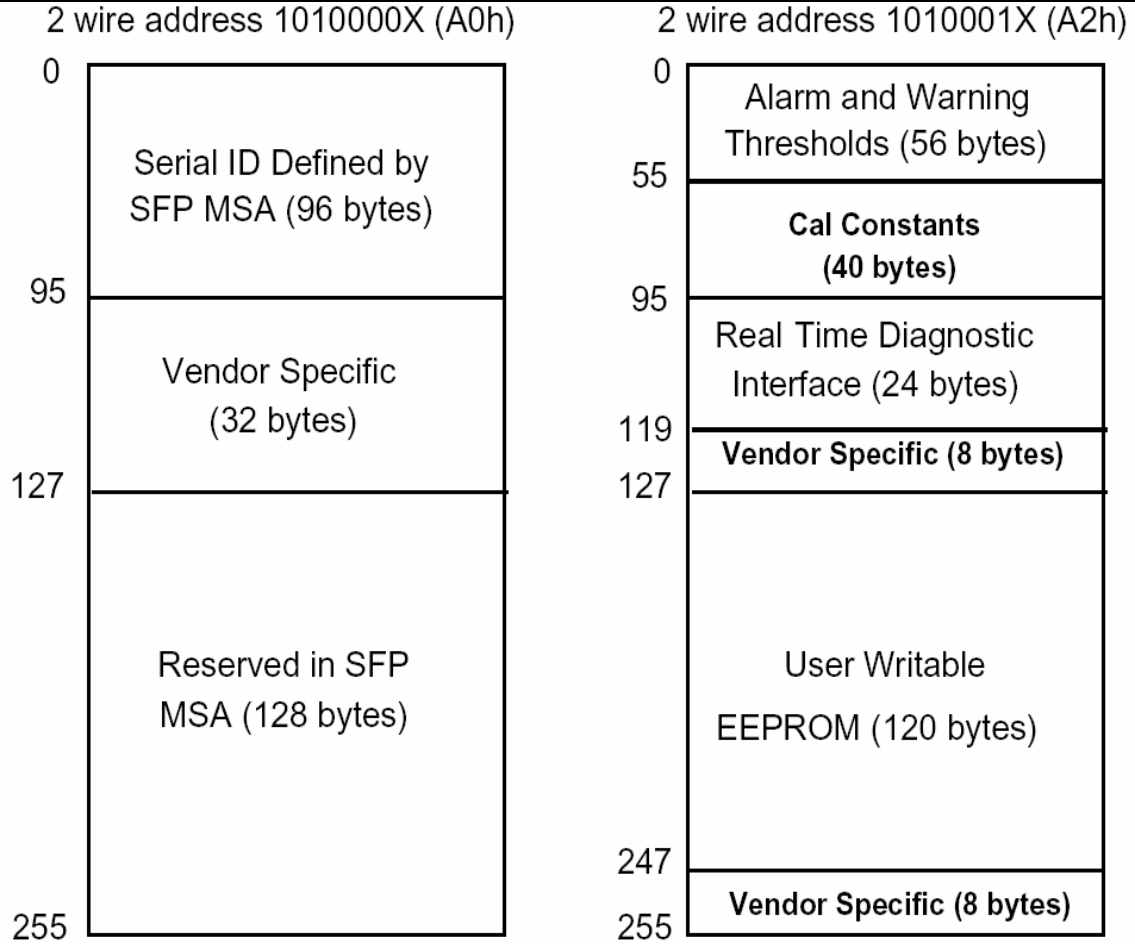 2 wire address 1010000X (A0h)
0
Serial ID Defined by
SFP MSA (96 bytes)
95
Vendor Specific
(32 bytes)
127
Reserved in SFP
MSA (128 bytes)
255
2 wire address 1010001X (A2h)
0
Alarm and Warning
Thresholds (56 bytes)
55
Cal Constants
(40 bytes)
95
Real Time Diagnostic
Interface (24 bytes)
119
Vendor Specific (8 bytes)
127
User Writable
EEPROM (120 bytes)
247
Vendor Specific (8 bytes)
255